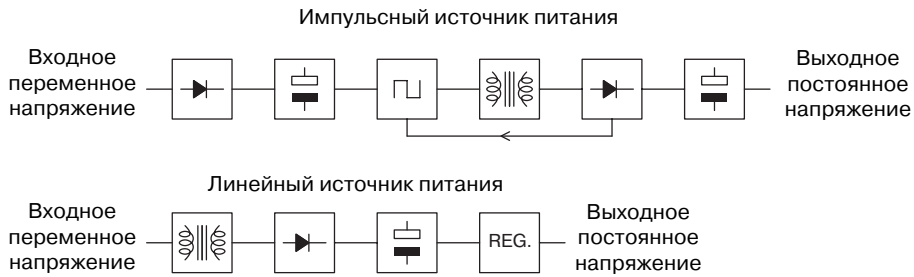 Импульсный источник питания
Входное
переменное
напряжение
Выходное
постоянное
напряжение
Линейный источник питания
Входное
переменное
напряжение
REG.
Выходное
постоянное
напряжение